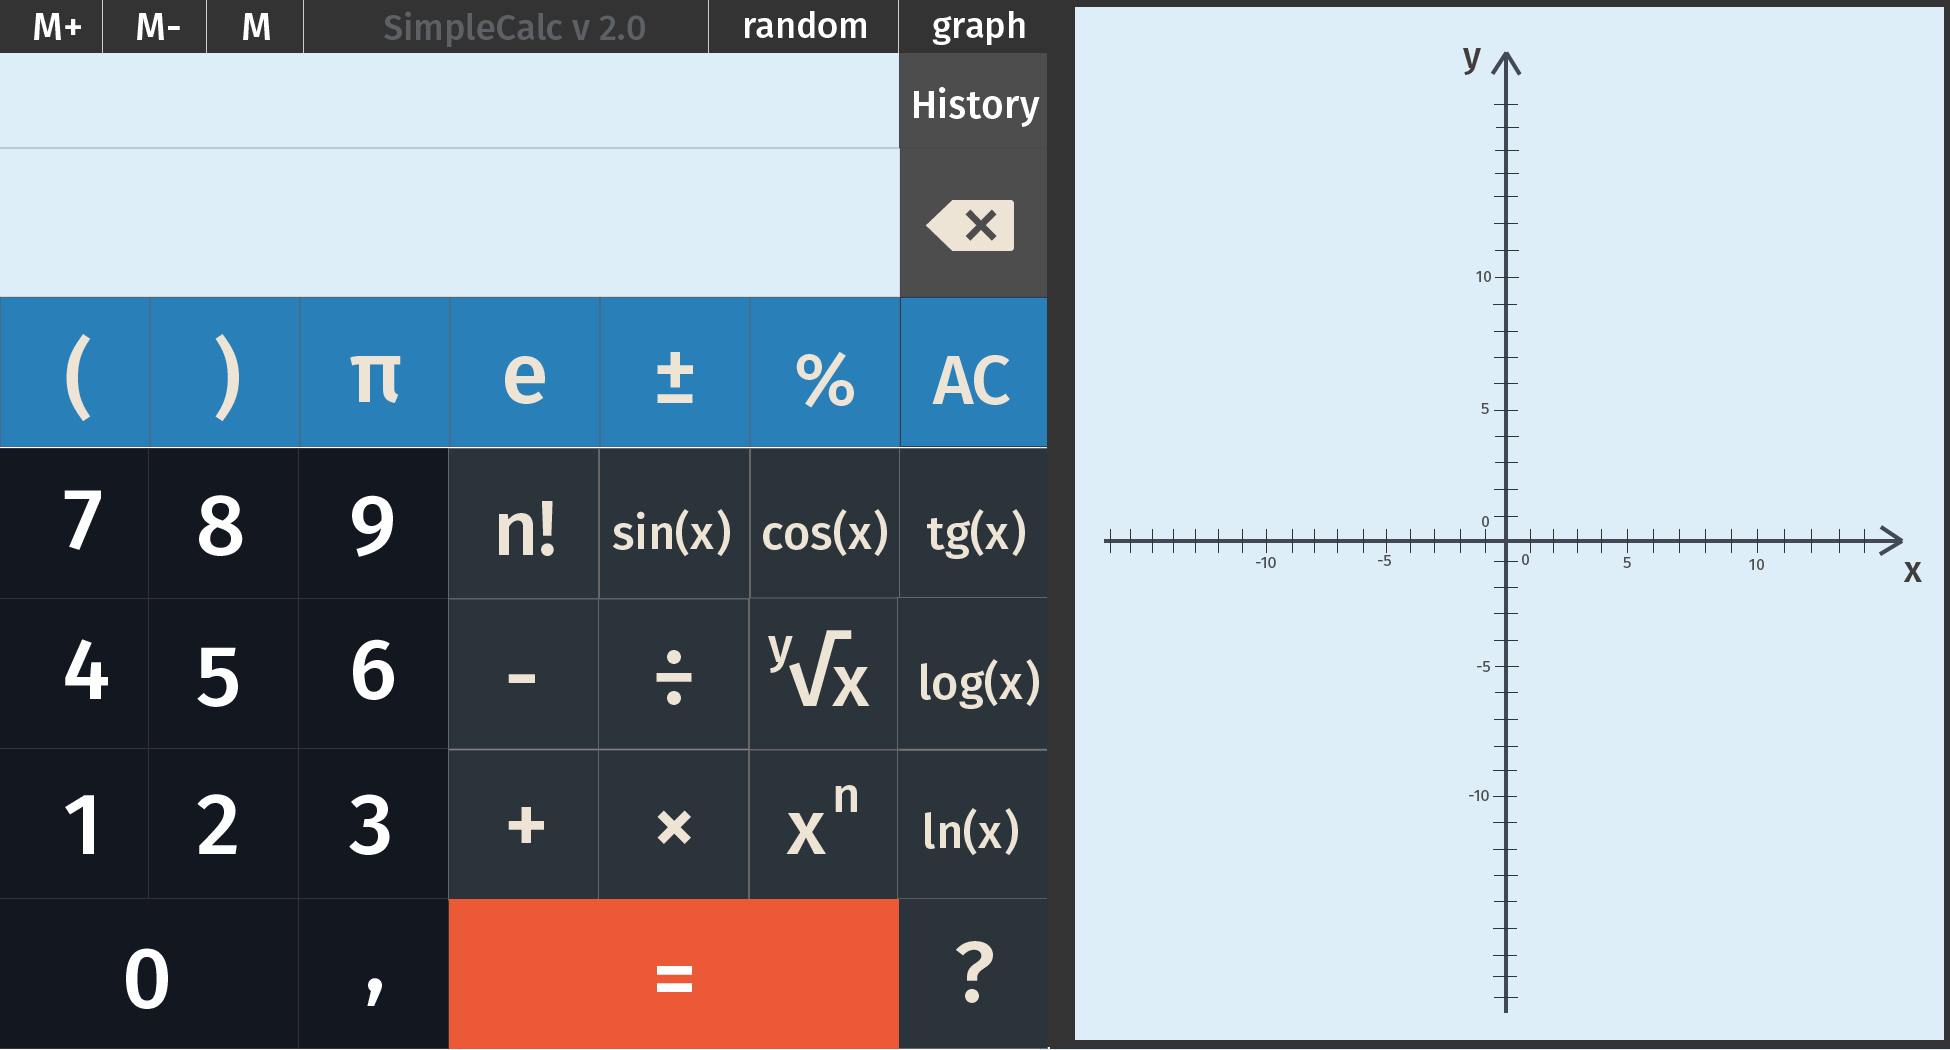 M+ M- M SimpleCalc v 2.0 random graph
History
( ) π e ± % AC
7 8 9 n! sin(x) cos(x) tg(x)
4 5 6 - ÷ y√x log(x)
1 2 3 + × xⁿ ln(x)
0 , = ?
y
10
5
0
-10 -5 0 5 10
x
-5
-10